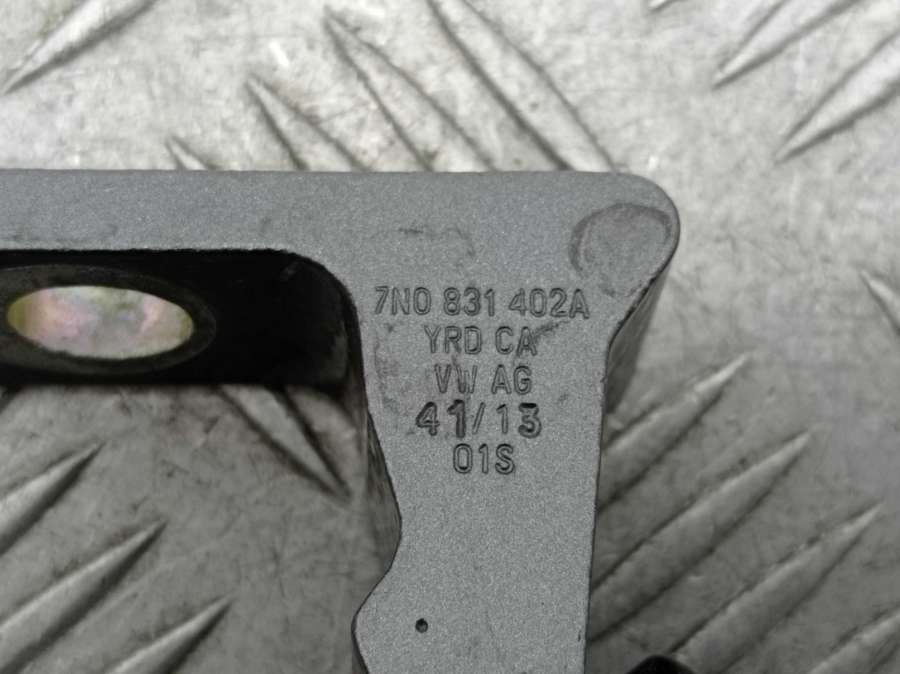 7N0 831 402A
YRD CA
VW AG
41/13
01S